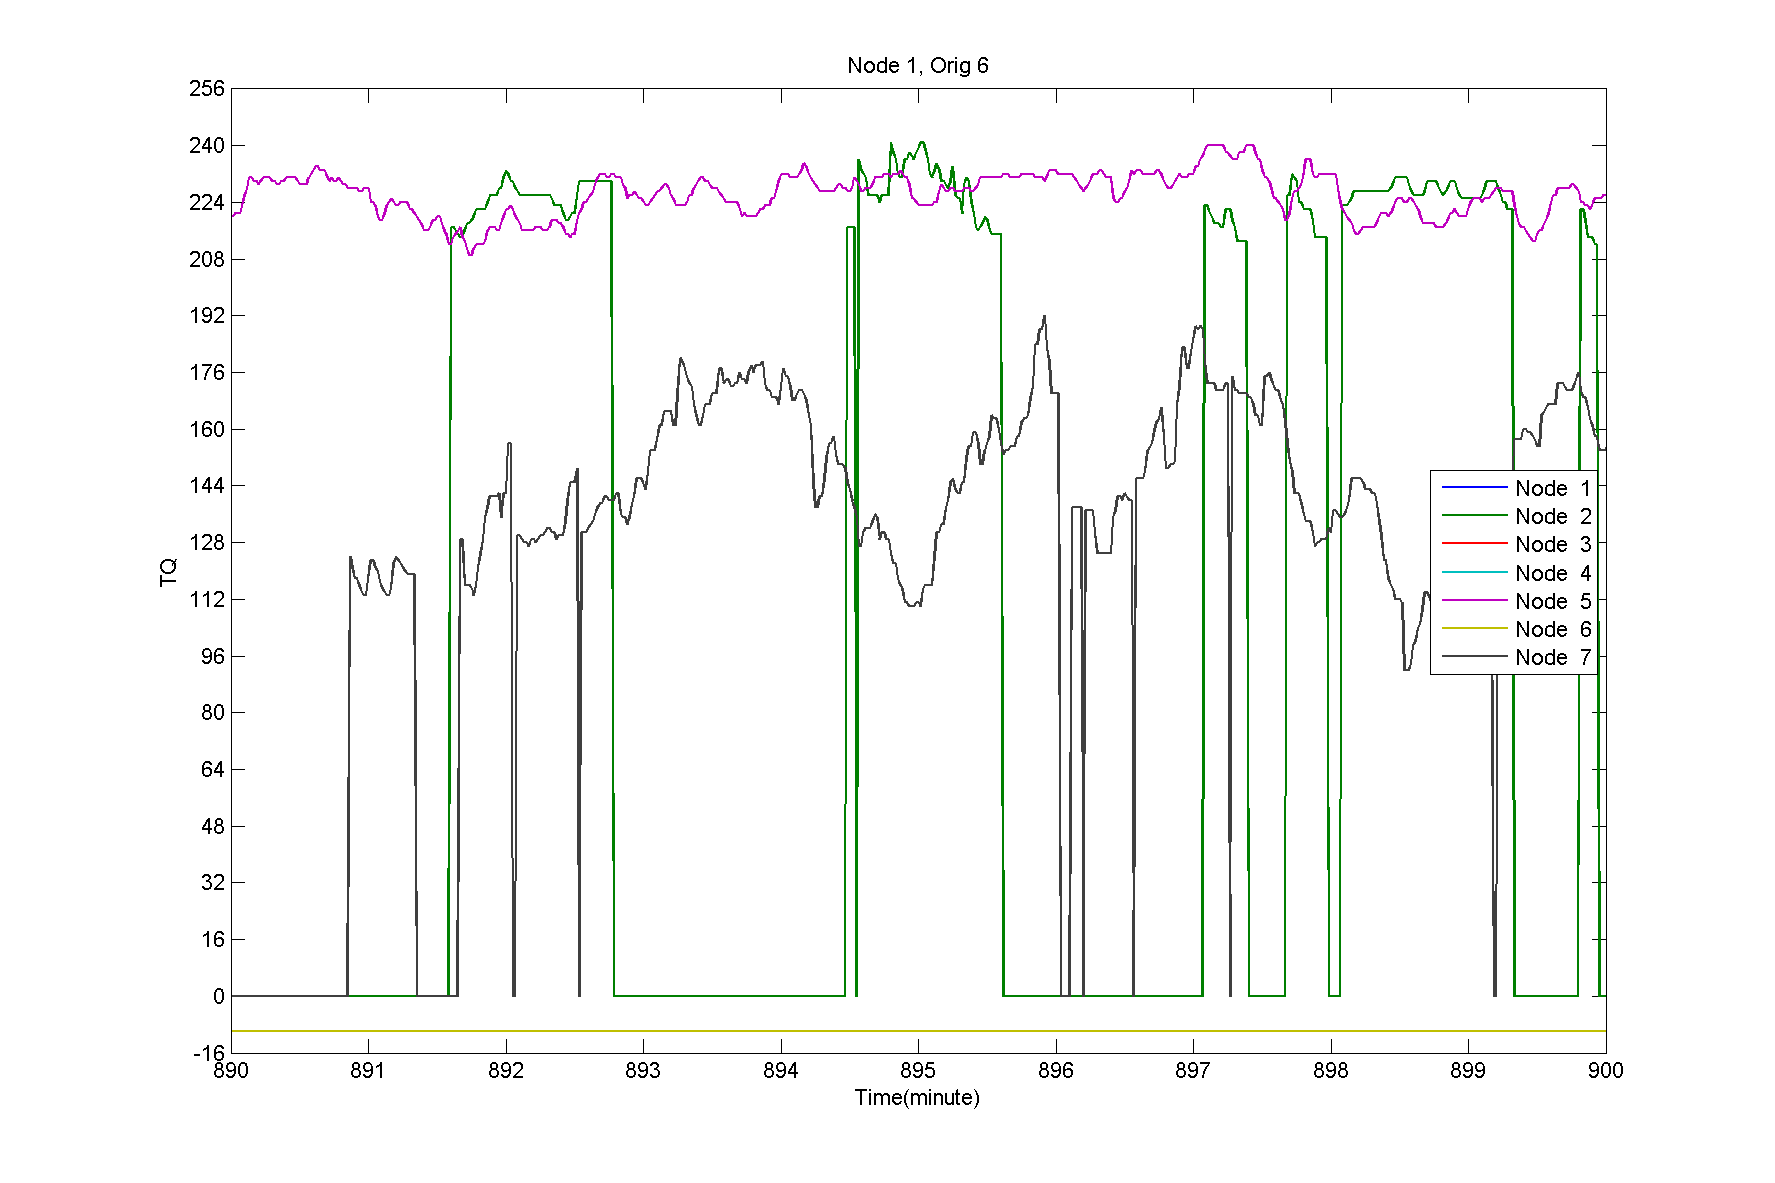 Node 1, Orig 6
256
240
224
208
192
176
160
144
128
112
96
80
64
48
32
16
0
-16
TQ
Node 1
Node 2
Node 3
Node 4
Node 5
Node 6
Node 7
890 891 892 893 894 895 896 897 898 899 900
Time(minute)